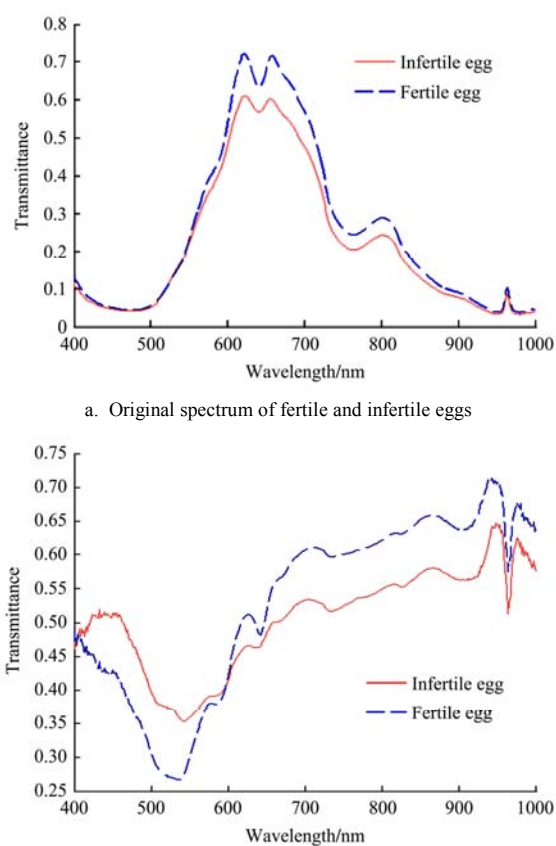 0.8
0.7
0.6
0.5
0.4
0.3
0.2
0.1
0
Transmittance
Infertile egg
Fertile egg
400 500 600 700 800 900 1000
Wavelength/nm
a. Original spectrum of fertile and infertile eggs
0.75
0.70
0.65
0.60
0.55
0.50
0.45
0.40
0.35
0.30
0.25
Transmittance
Infertile egg
Fertile egg
400 500 600 700 800 900 1000
Wavelength/nm